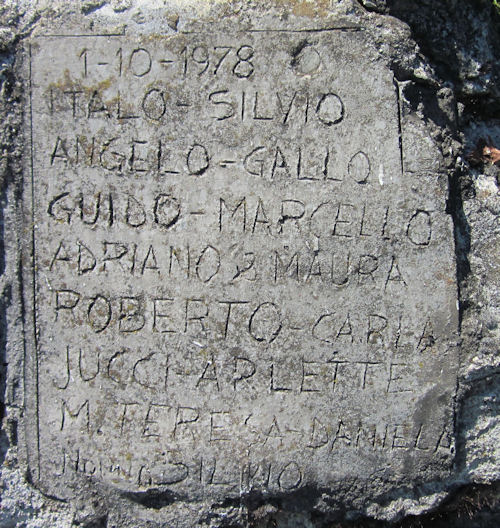 1-10-1978
ITALO-SILVIO
ANGELO-GALLO
GUIDO-MARCELLO
ADRIANO & MAURA
ROBERTO-CARLA
JUCCI-ARLETTE
M. TERESA-DANIELA
SILVIO